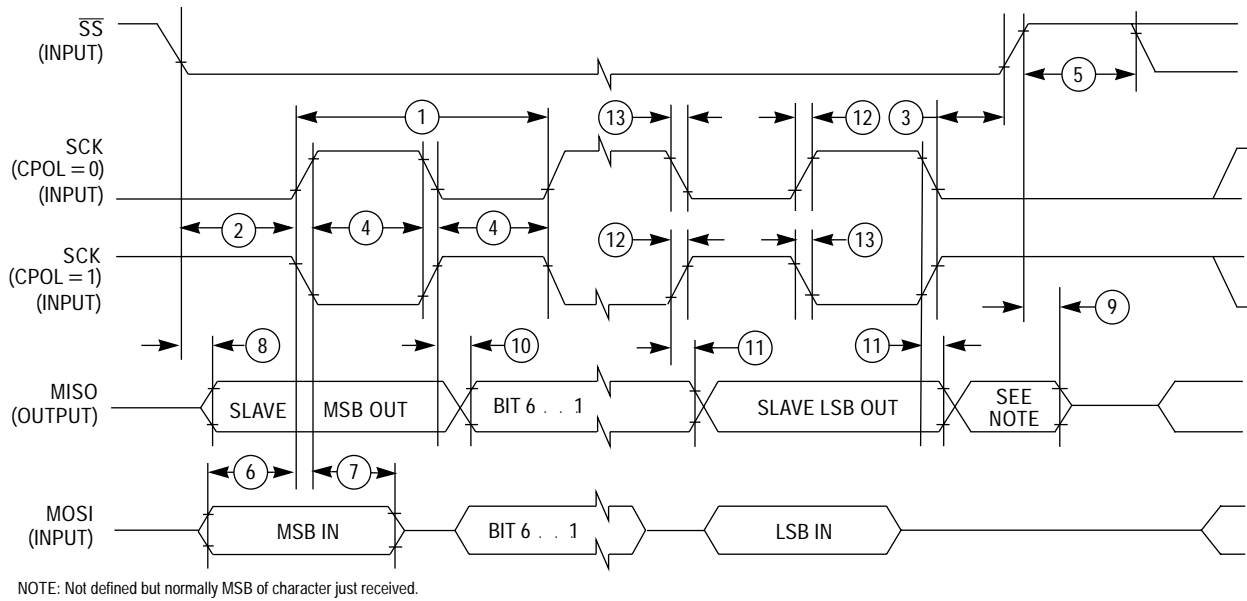 SS
(INPUT)
5
1
13
12
3
SCK
(CPOL = 0)
(INPUT)
2
4
4
12
13
SCK
(CPOL = 1)
(INPUT)
9
8
10
11
11
MISO
(OUTPUT)
SLAVE
MSB OUT
BIT 6 . . . 1
SLAVE LSB OUT
SEE
NOTE
6
7
MOSI
(INPUT)
MSB IN
BIT 6 . . . 1
LSB IN
NOTE: Not defined but normally MSB of character just received.